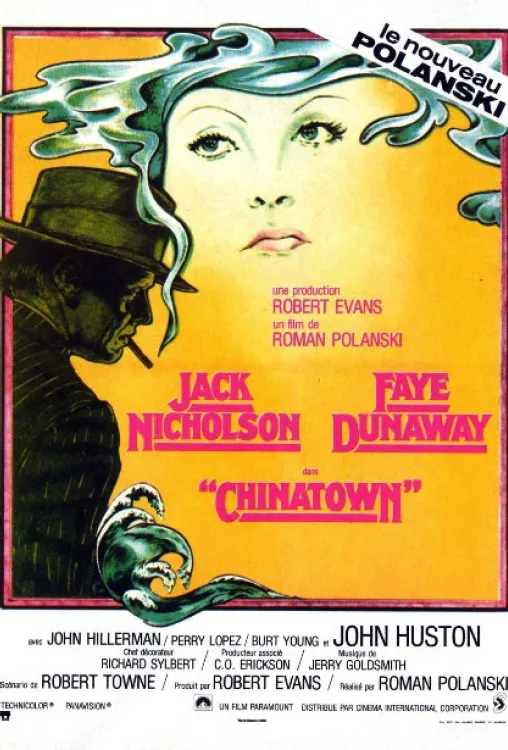 le nouveau
POLANSKI
une production
ROBERT EVANS
un film de
ROMAN POLANSKI
JACK NICHOLSON
FAYE DUNAWAY
dans
"CHINATOWN"
avec JOHN HILLERMAN / PERRY LOPEZ / BURT YOUNG et JOHN HUSTON
Chef décorateur
RICHARD SYLBERT /
Producteur associé
C.O. ERICKSON /
Musique de
JERRY GOLDSMITH
Scénario de ROBERT TOWNE / Produit par ROBERT EVANS / Réalisé par ROMAN POLANSKI
TECHNICOLOR® PANAVISION® UN FILM PARAMOUNT DISTRIBUE PAR CINEMA INTERNATIONAL CORPORATION